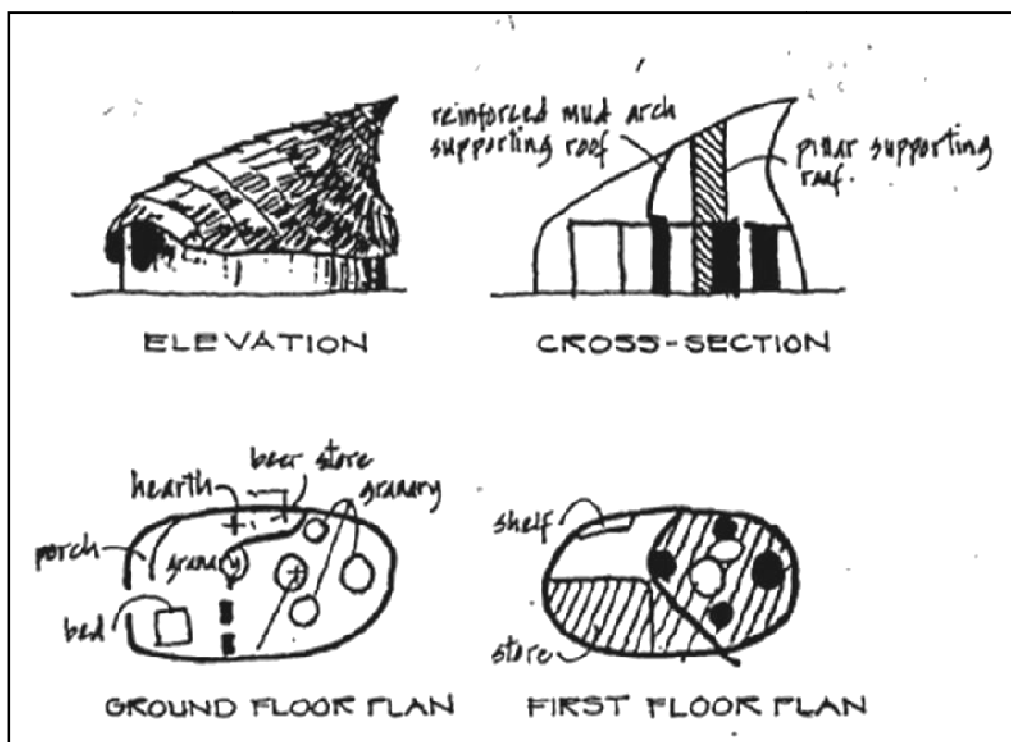 reinforced mud arch
supporting roof
pillar supporting
roof.
ELEVATION
CROSS-SECTION
beer store
hearth
granary
porch
granary
bed
shelf
store
GROUND FLOOR PLAN
FIRST FLOOR PLAN